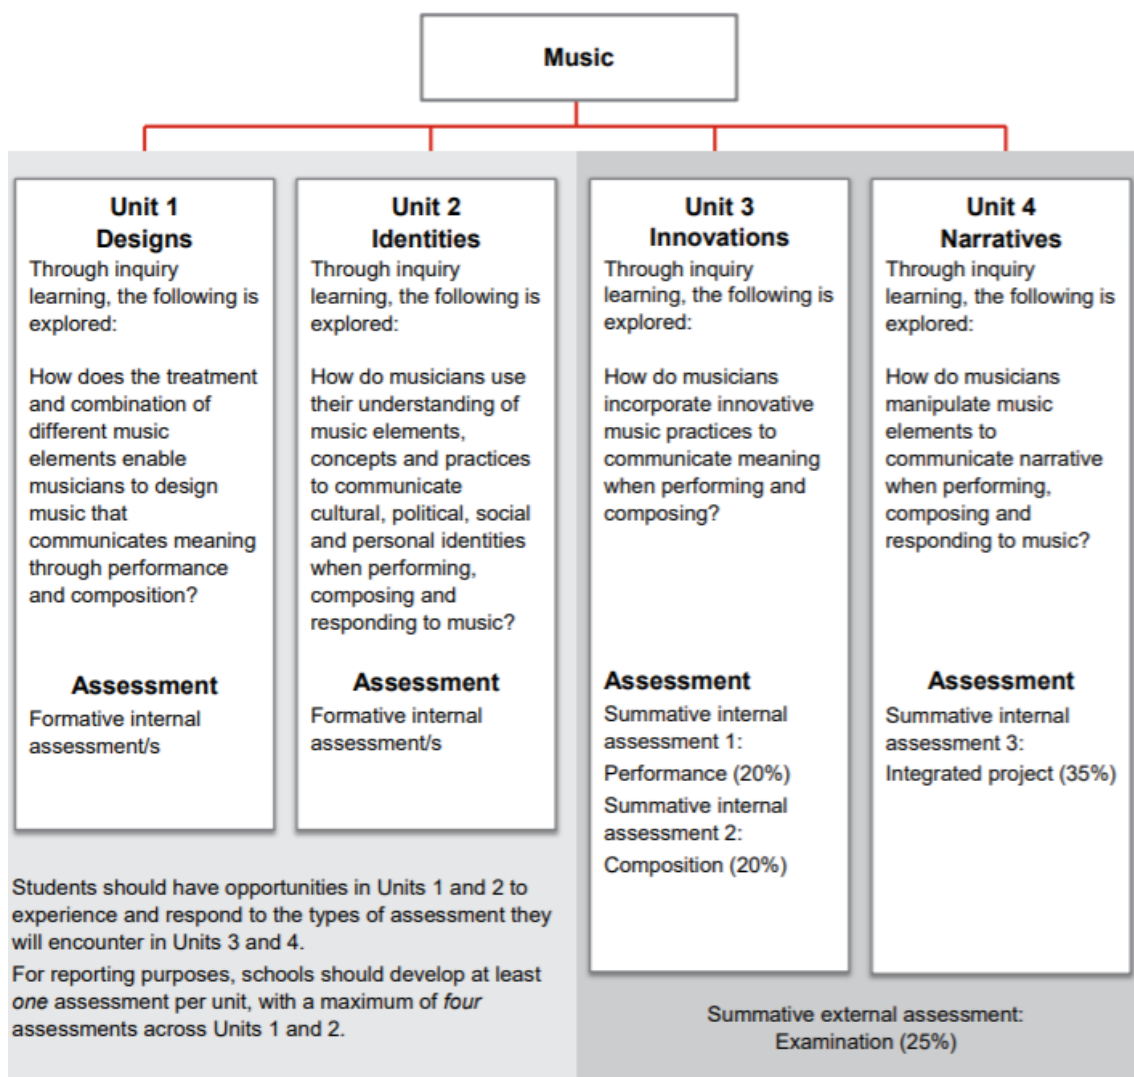 Music
Unit 1
Designs
Through inquiry
learning, the following is
explored:
How does the treatment
and combination of
different music
elements enable
musicians to design
music that
communicates meaning
through performance
and composition?
Assessment
Formative internal
assessment/s
Unit 2
Identities
Through inquiry
learning, the following is
explored:
How do musicians use
their understanding of
music elements,
concepts and practices
to communicate
cultural, political, social
and personal identities
when performing,
composing and
responding to music?
Assessment
Formative internal
assessment/s
Students should have opportunities in Units 1 and 2 to
experience and respond to the types of assessment they
will encounter in Units 3 and 4.
For reporting purposes, schools should develop at least
one assessment per unit, with a maximum of four
assessments across Units 1 and 2.
Unit 3
Innovations
Through inquiry
learning, the following is
explored:
How do musicians
incorporate innovative
music practices to
communicate meaning
when performing and
composing?
Assessment
Summative internal
assessment 1:
Performance (20%)
Summative internal
assessment 2:
Composition (20%)
Unit 4
Narratives
Through inquiry
learning, the following is
explored:
How do musicians
manipulate music
elements to
communicate narrative
when performing,
composing and
responding to music?
Assessment
Summative internal
assessment 3:
Integrated project (35%)
Summative external assessment:
Examination (25%)